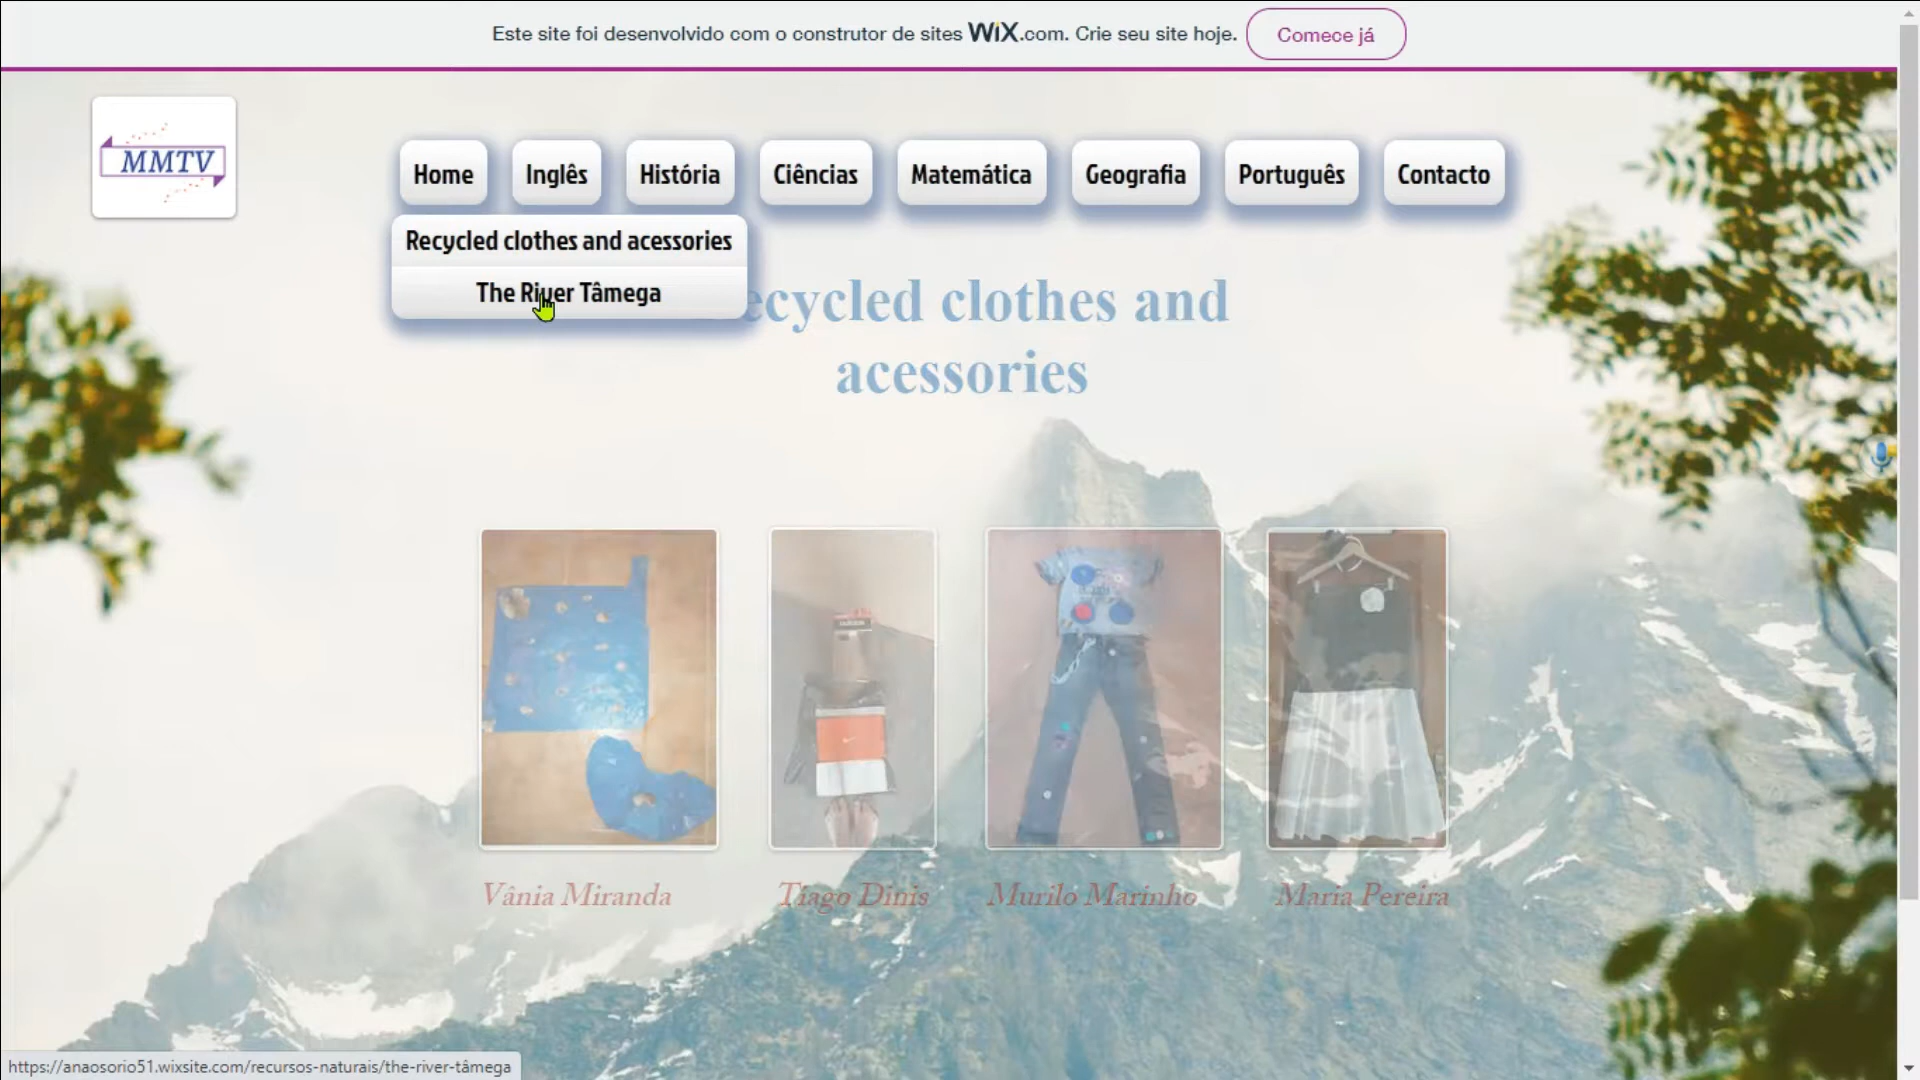 Este site foi desenvolvido com o construtor de sites WiX.com. Crie seu site hoje.
Comece já
MMTV
Home
Inglês
História
Ciências
Matemática
Geografia
Português
Contacto
Recycled clothes and acessories
The River Tâmega
ecycled clothes and
acessories
Vânia Miranda
Tiago Dinis
Murilo Marinho
Maria Pereira
https://anaosorio51.wixsite.com/recursos-naturais/the-river-tâmega